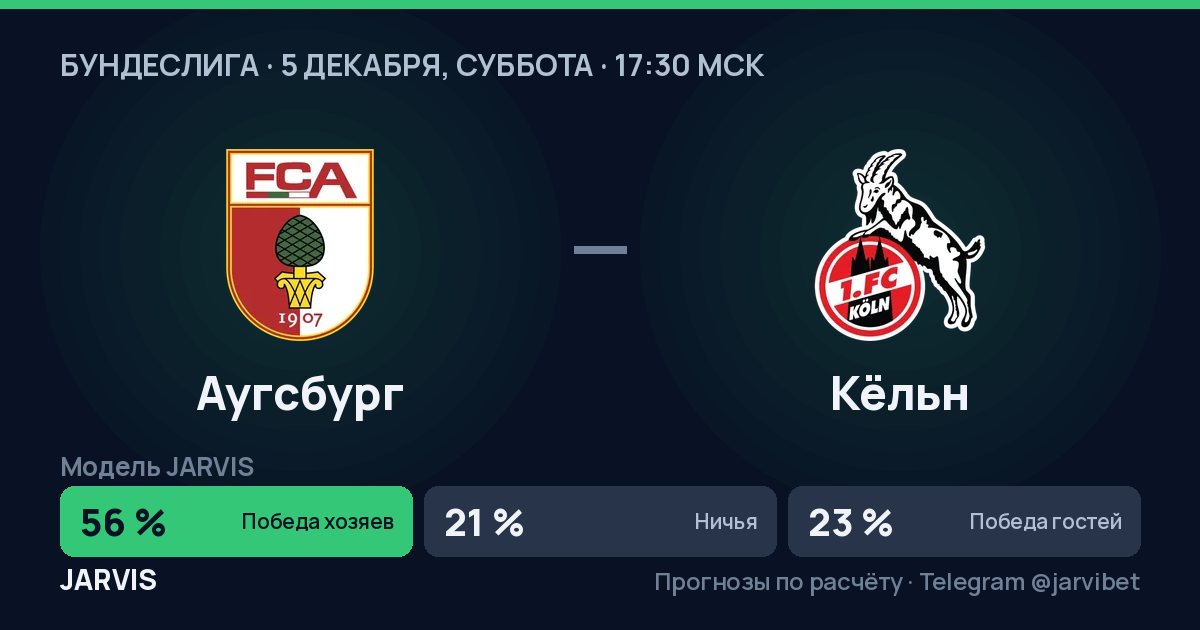 БУНДЕСЛИГА · 5 ДЕКАБРЯ, СУББОТА · 17:30 МСК
FCA
1907
1.FC
KÖLN
Аугсбург
Кёльн
Модель JARVIS
56 % Победа хозяев
21 % Ничья
23 % Победа гостей
JARVIS
Прогнозы по расчёту · Telegram @jarvibet